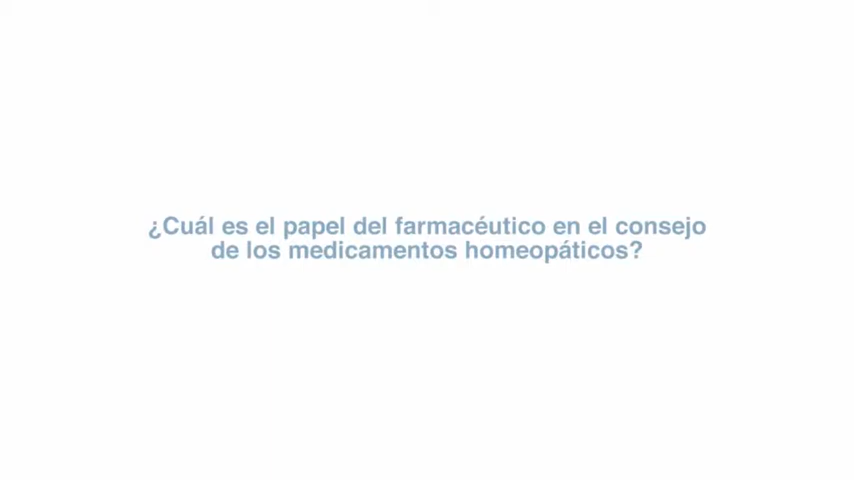 ¿Cuál es el papel del farmacéutico en el consejo
de los medicamentos homeopáticos?